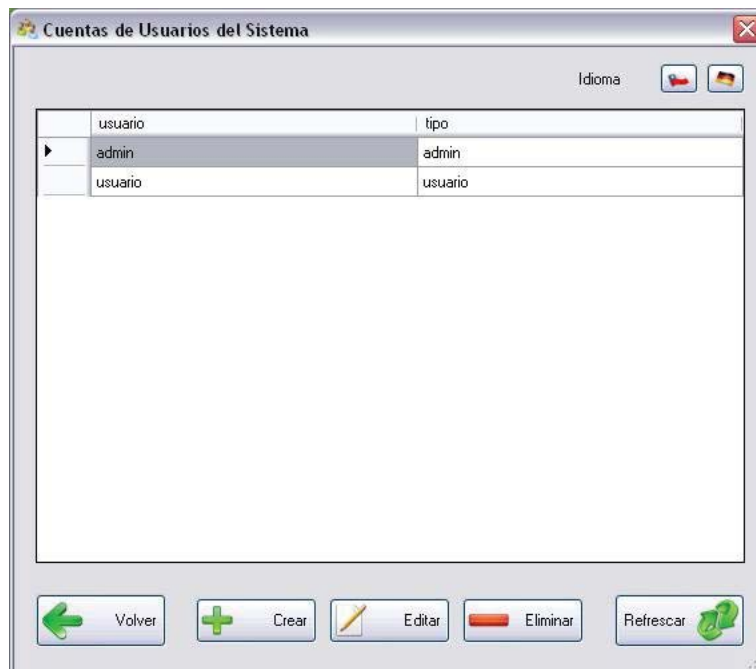 Cuentas de Usuarios del Sistema
Idioma
usuario tipo
admin admin
usuario usuario
Volver Crear Editar Eliminar Refrescar